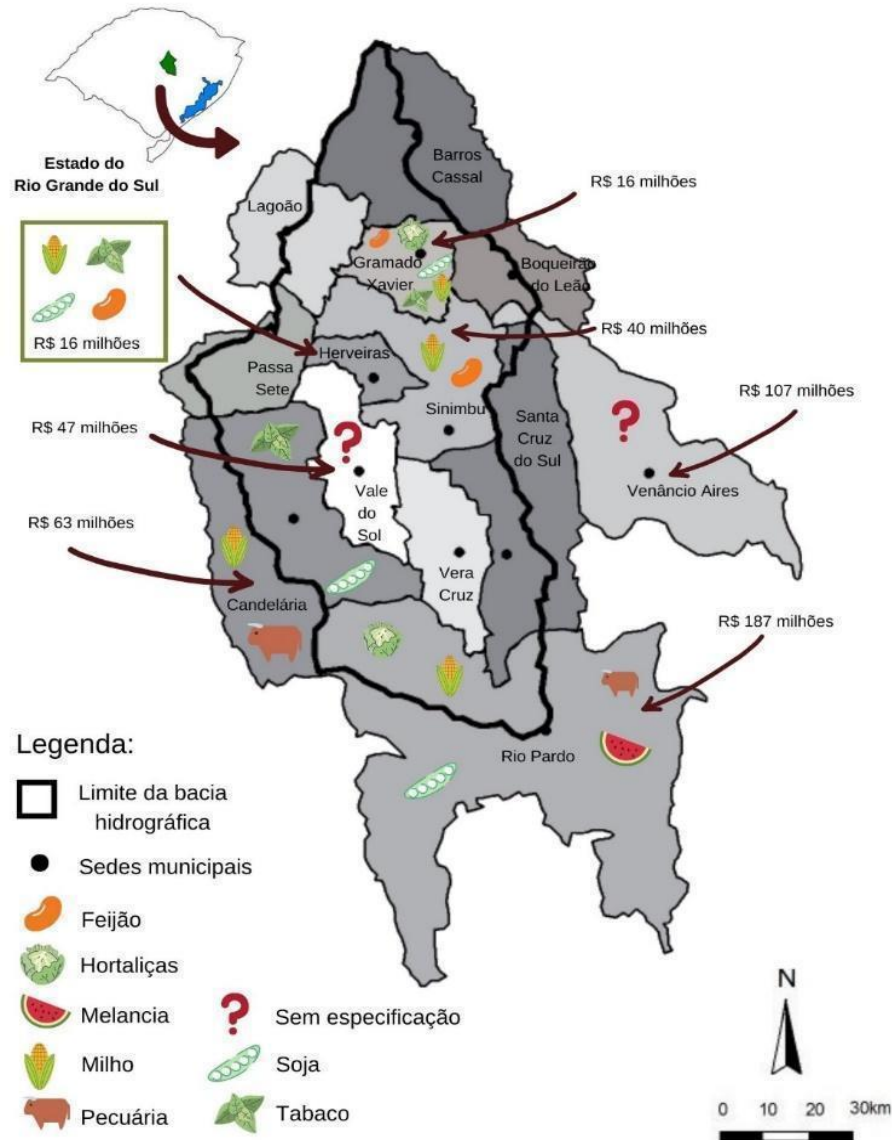 Estado do
Rio Grande do Sul
R$ 16 milhões
Lagoão
Barros
Cassal
R$ 16 milhões
Gramado
Xavier
Boqueirão
do Leão
R$ 40 milhões
Herveiras
Passa
Sete
Sinimbu
Santa
Cruz
do Sul
R$ 107 milhões
Venâncio Aires
R$ 47 milhões
Vale
do
Sol
R$ 63 milhões
Vera
Cruz
Candelária
R$ 187 milhões
Rio Pardo
Legenda:
Limite da bacia
hidrográfica
Sedes municipais
Feijão
Hortaliças
Melancia
Milho
Pecuária
? Sem especificação
Soja
Tabaco
N
0 10 20 30km